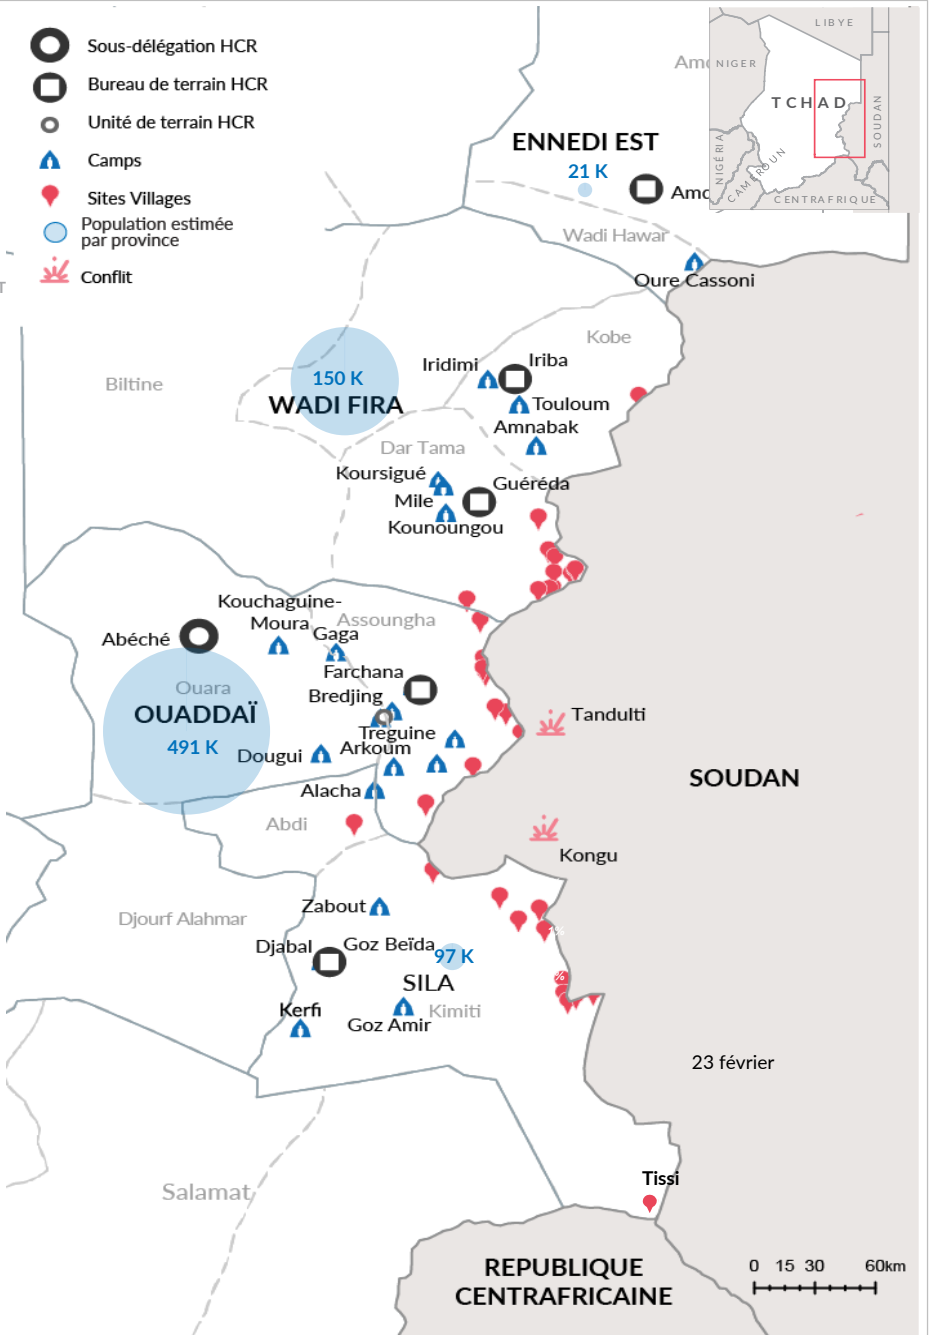 Sous-délégation HCR
Bureau de terrain HCR
Unité de terrain HCR
Camps
Sites Villages
Population estimée
par province
Conflit
LIBYE
NIGER
TCHAD
SOUDAN
NIGÉRIA
CAMEROUN
CENTRAFRIQUE
ENNEDI EST
21 K
Wadi Hawar
Oure Cassoni
Kobe
Iriba
Iridimi
Biltine
150 K
WADI FIRA
Touloum
Amnabak
Dar Tama
Koursigué
Guéréda
Mile
Kounoungou
Kouchaguine-
Moura
Assoungha
Gaga
Abéché
Farchana
Ouara
Bredjing
OUADDAÏ
Tandulti
Treguine
491 K
Arkoum
Dougui
SOUDAN
Alacha
Abdi
Kongu
Zabout
Djourf Alahmar
Djabal
Goz Beïda
97 K
SILA
Kerfi
Kimiti
Goz Amir
23 février
Tissi
Salamat
REPUBLIQUE
CENTRAFRICAINE
0 15 30 60km